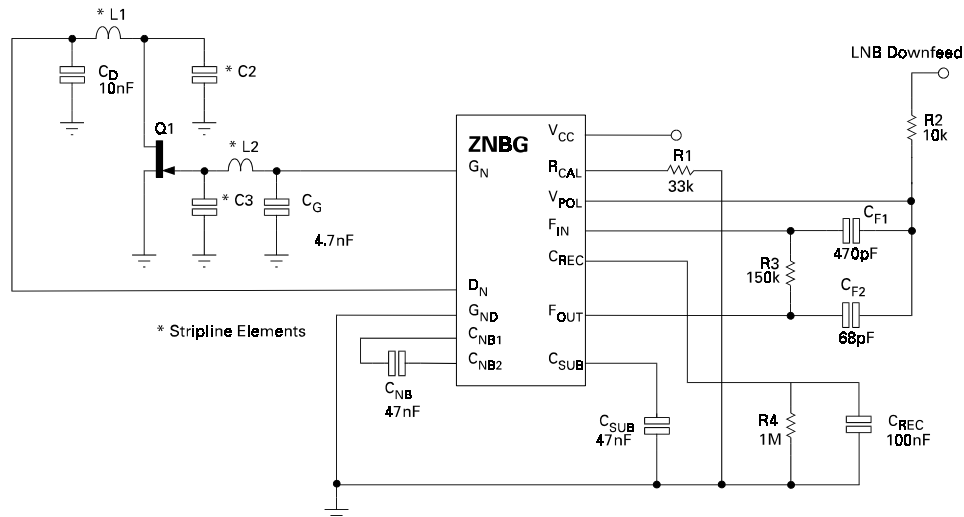 * L1
C_D
10nF
* C2
Q1
* L2
* C3
C_G
4.7nF
* Stripline Elements
ZNBG
G_N
D_N
G_ND
C_NB1
C_NB2
V_CC
R_CAL
V_POL
F_IN
C_REC
F_OUT
C_SUB
C_NB
47nF
LNB Downfeed
R2
10k
R1
33k
C_F1
470pF
R3
150k
C_F2
68pF
C_SUB
47nF
R4
1M
C_REC
100nF